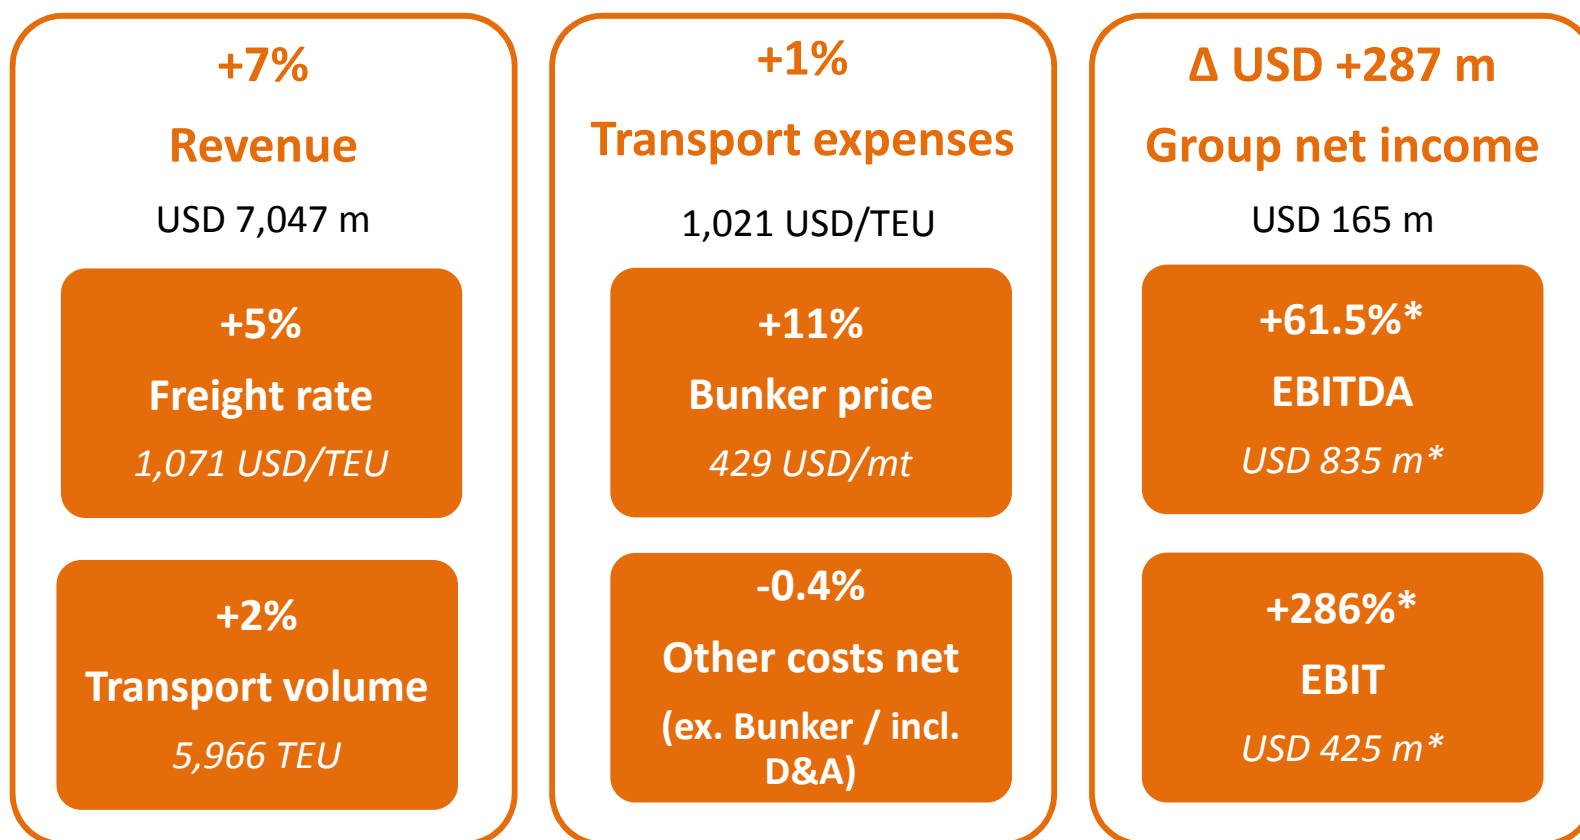 +7%
Revenue
USD 7,047 m
+5%
Freight rate
1,071 USD/TEU
+2%
Transport volume
5,966 TEU
+1%
Transport expenses
1,021 USD/TEU
+11%
Bunker price
429 USD/mt
-0.4%
Other costs net
(ex. Bunker / incl.
D&A)
Δ USD +287 m
Group net income
USD 165 m
+61.5%*
EBITDA
USD 835 m*
+286%*
EBIT
USD 425 m*